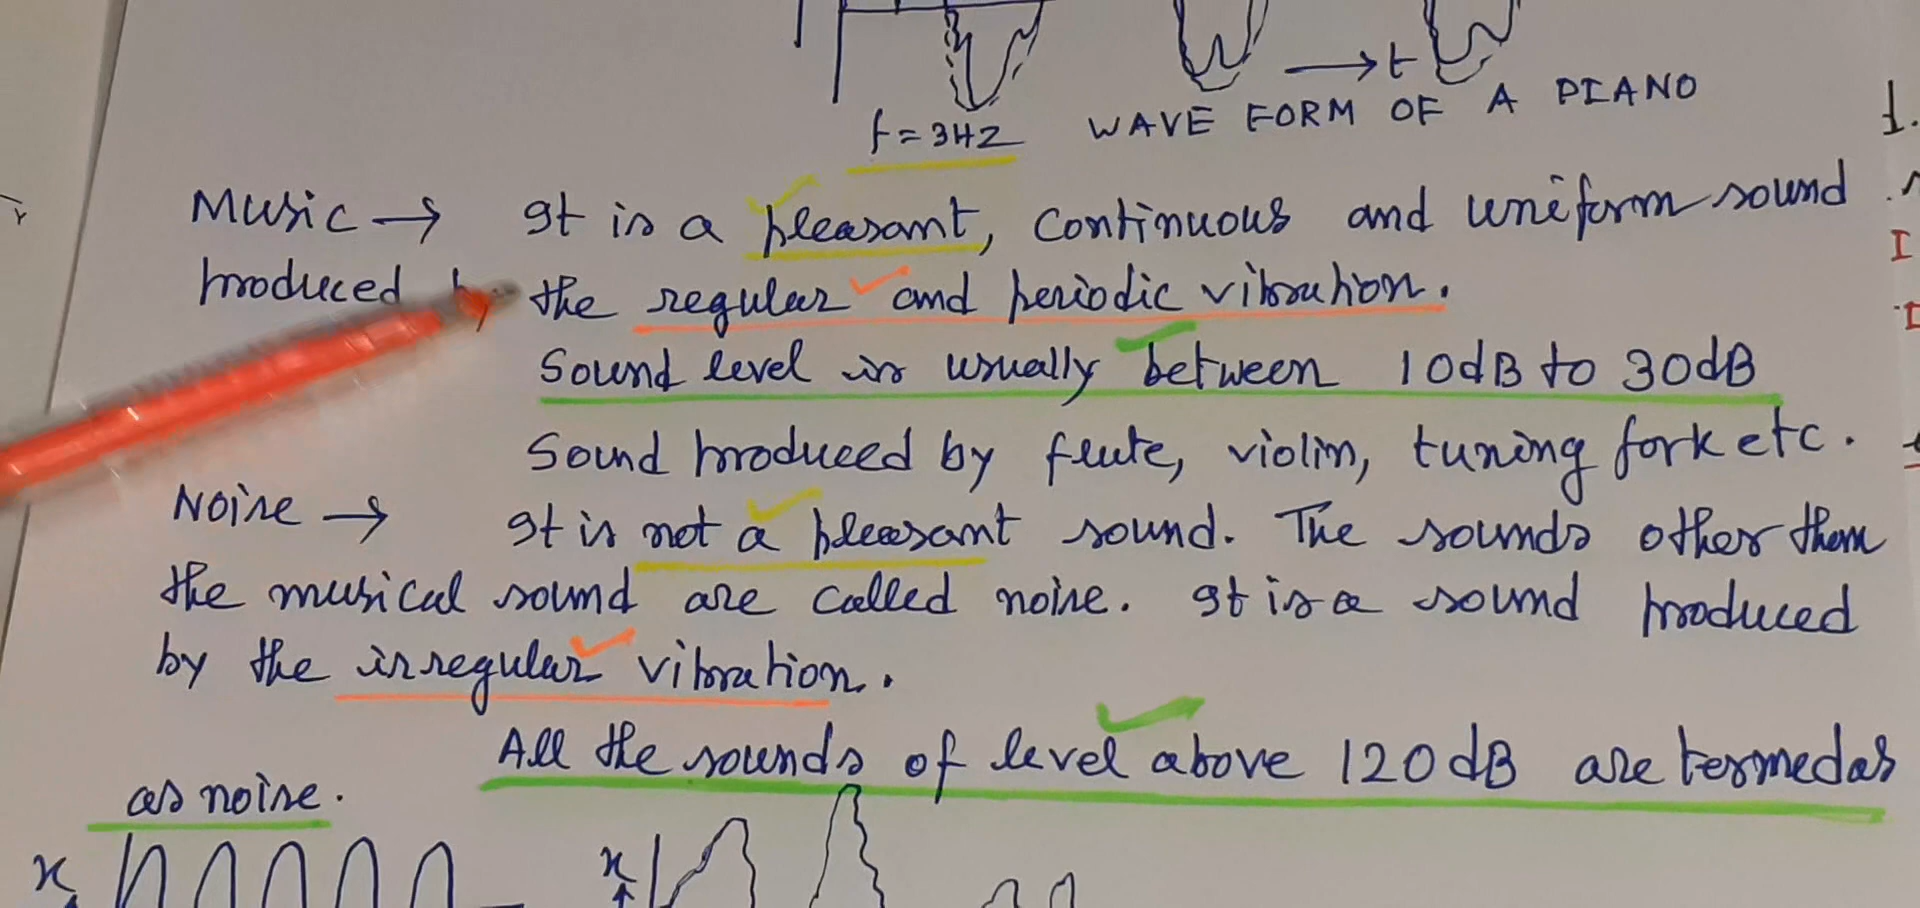 t
f = 3HZ WAVE FORM OF A PIANO
1.
Music → It is a pleasant, continuous and uniform sound
produced the regular and periodic vibration.
Sound level is usually between 10dB to 30dB
Sound produced by flute, violin, tuning fork etc.
Noise → It is not a pleasant sound. The sounds other than
the musical sound are called noise. It is a sound produced
by the irregular vibration.
All the sounds of level above 120 dB are termed as
as noise.
x x